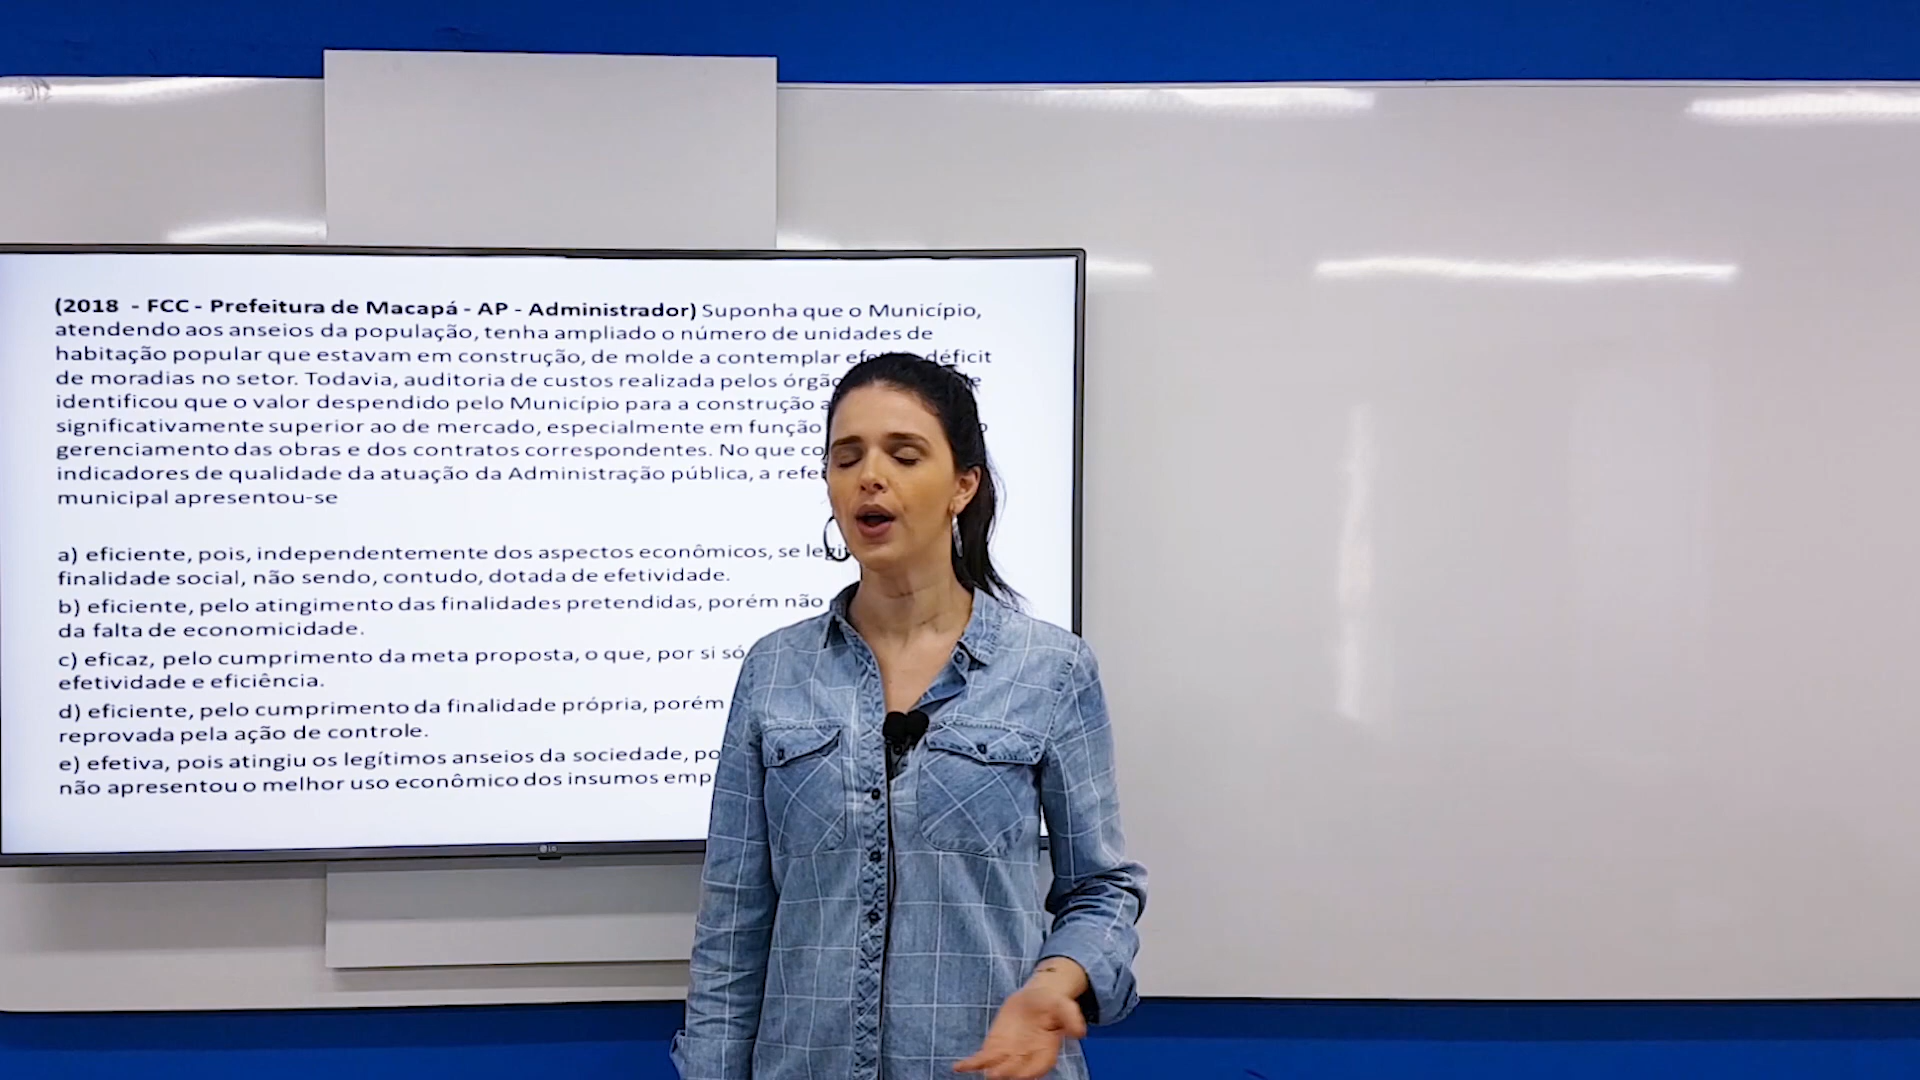 (2018 - FCC - Prefeitura de Macapá - AP - Administrador) Suponha que o Município,
atendendo aos anseios da população, tenha ampliado o número de unidades de
habitação popular que estavam em construção, de molde a contemplar déficit
de moradias no setor. Todavia, auditoria de custos realizada pelos
identificou que o valor despendido pelo Município para a construção
significativamente superior ao de mercado, especialmente em função
gerenciamento das obras e dos contratos correspondentes. No que
indicadores de qualidade da atuação da Administração pública, a
municipal apresentou-se
a) eficiente, pois, independentemente dos aspectos econômicos, se
finalidade social, não sendo, contudo, dotada de efetividade.
b) eficiente, pelo atingimento das finalidades pretendidas, porém não
da falta de economicidade.
c) eficaz, pelo cumprimento da meta proposta, o que, por si só
efetividade e eficiência.
d) eficiente, pelo cumprimento da finalidade própria, porém
reprovada pela ação de controle.
e) efetiva, pois atingiu os legítimos anseios da sociedade,
não apresentou o melhor uso econômico dos insumos
LG